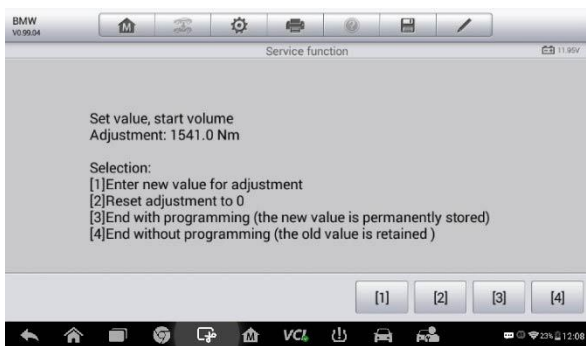 BMW
V0.99.04
Service function
11.95V
Set value, start volume
Adjustment: 1541.0 Nm
Selection:
[1]Enter new value for adjustment
[2]Reset adjustment to 0
[3]End with programming (the new value is permanently stored)
[4]End without programming (the old value is retained )
[1] [2] [3] [4]
VCI 23% 12:08